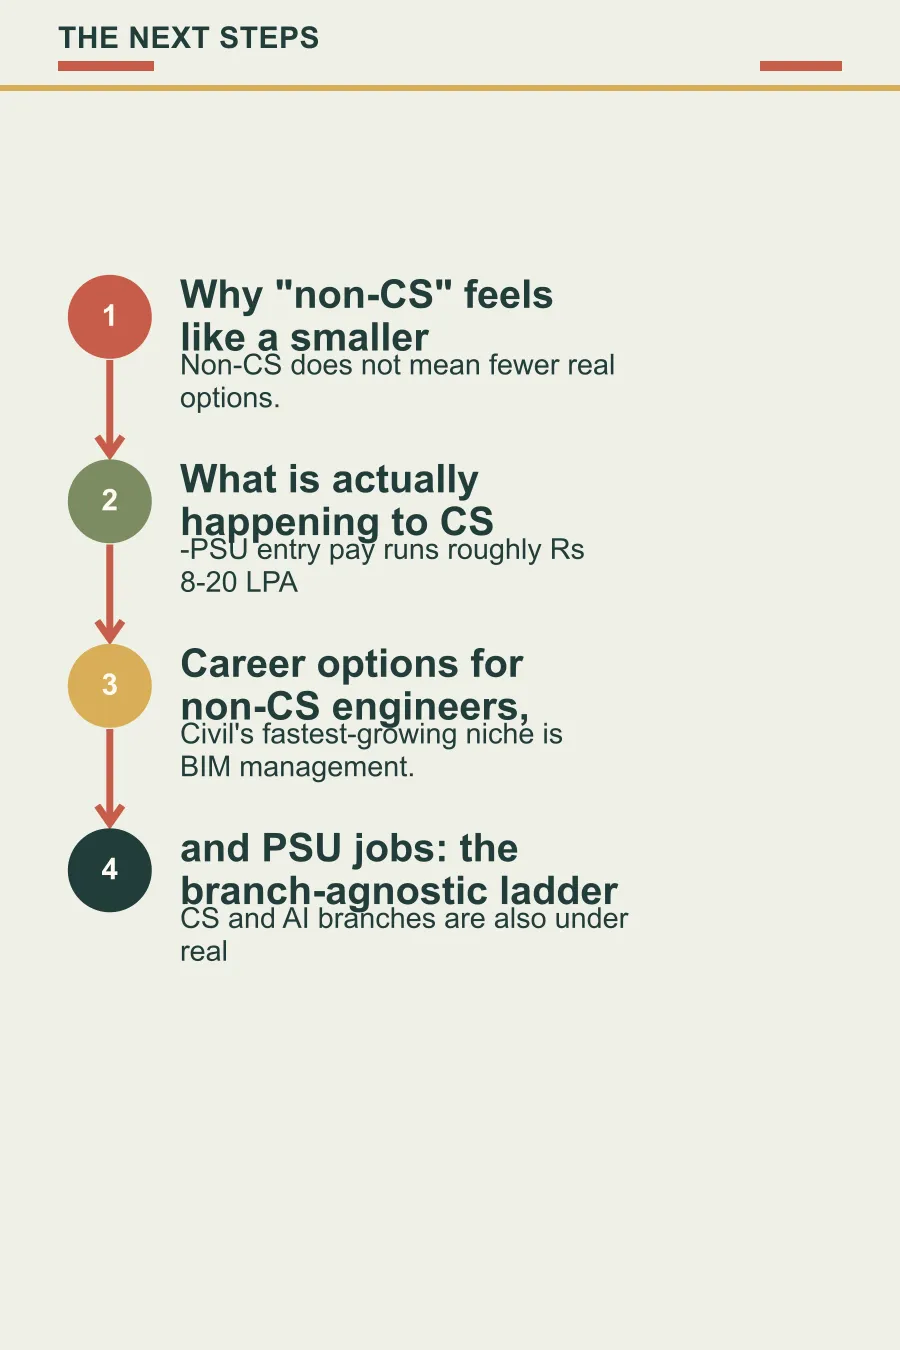 THE NEXT STEPS
1
Why "non-CS" feels
like a smaller
Non-CS does not mean fewer real
options.
2
What is actually
happening to CS
-PSU entry pay runs roughly Rs
8-20 LPA
3
Career options for
non-CS engineers,
Civil's fastest-growing niche is
BIM management.
4
and PSU jobs: the
branch-agnostic ladder
CS and AI branches are also under
real